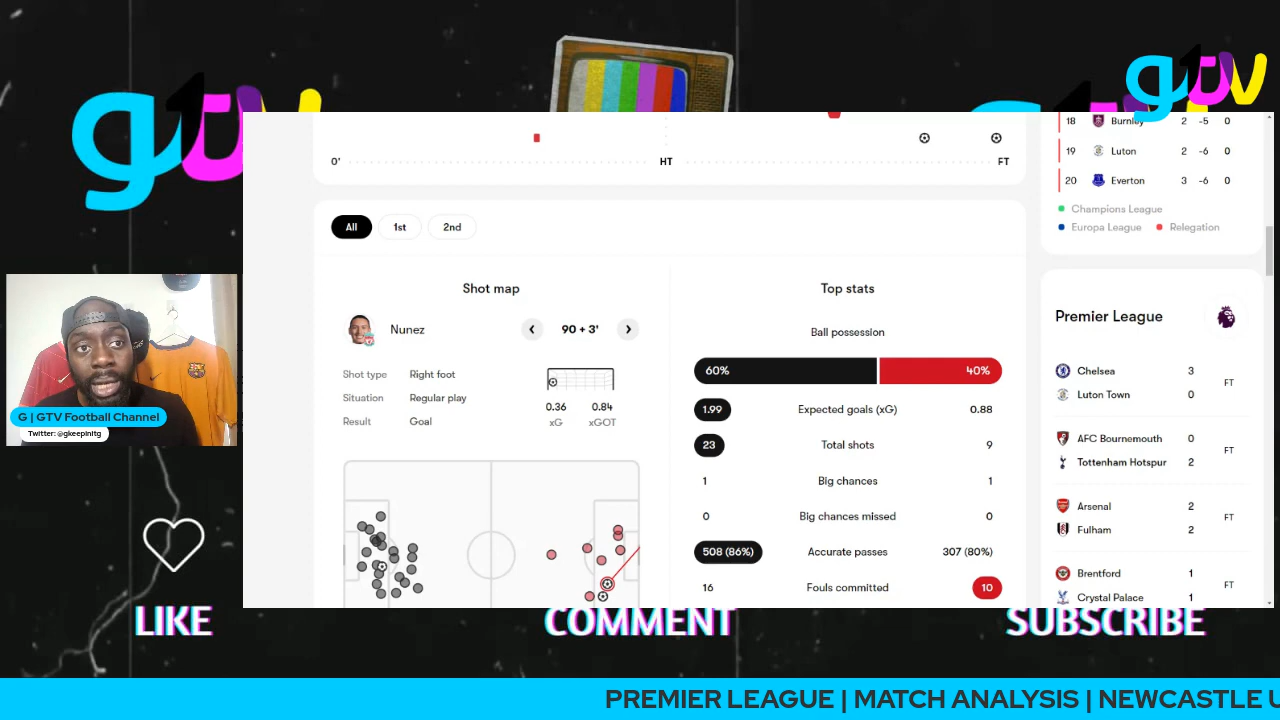 gtv
gtv
18 Burnley 2 -5 0
19 Luton 2 -6 0
20 Everton 3 -6 0
Champions League
Europa League Relegation
0' HT FT
All 1st 2nd
Shot map
Nunez 90 + 3'
Shot type Right foot
Situation Regular play
Result Goal
0.36 0.84
xG xGOT
Top stats
Ball possession
60% 40%
1.99 Expected goals (xG) 0.88
23 Total shots 9
1 Big chances 1
0 Big chances missed 0
508 (86%) Accurate passes 307 (80%)
16 Fouls committed 10
Premier League
Chelsea 3
FT
Luton Town 0
AFC Bournemouth 0
FT
Tottenham Hotspur 2
Arsenal 2
FT
Fulham 2
Brentford 1
FT
Crystal Palace 1
G | GTV Football Channel
Twitter: @gkeepinitg
LIKE COMMENT SUBSCRIBE
PREMIER LEAGUE | MATCH ANALYSIS | NEWCASTLE U